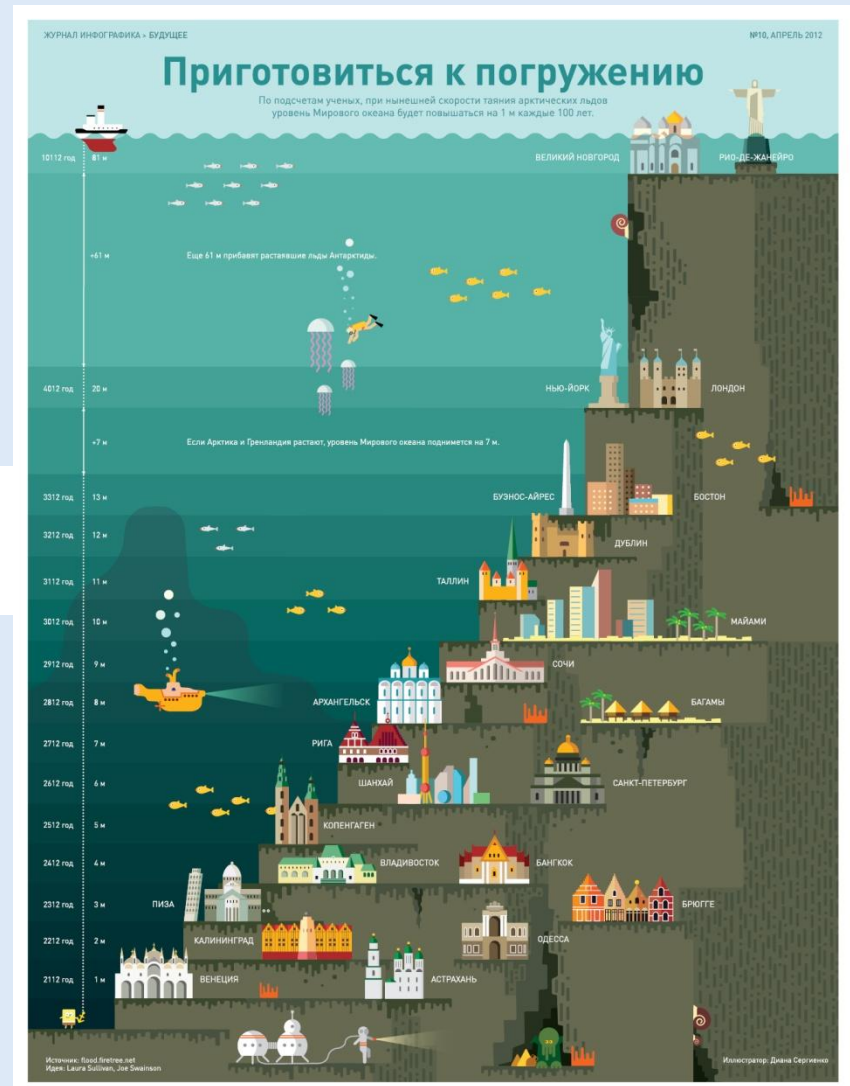 ЖУРНАЛ ИНФОГРАФИКА > БУДУЩЕЕ
№10, АПРЕЛЬ 2012
Приготовиться к погружению
По подсчетам ученых, при нынешней скорости таяния арктических льдов
уровень Мирового океана будет повышаться на 1 м каждые 100 лет.
10112 год 81 м
ВЕЛИКИЙ НОВГОРОД
РИО-ДЕ-ЖАНЕЙРО
+61 м
Еще 61 м прибавят растаявшие льды Антарктиды.
4012 год 20 м
НЬЮ-ЙОРК
ЛОНДОН
+7 м
Если Арктика и Гренландия растают, уровень Мирового океана поднимется на 7 м.
3312 год 13 м
БУЭНОС-АЙРЕС
БОСТОН
3212 год 12 м
ДУБЛИН
3112 год 11 м
ТАЛЛИН
3012 год 10 м
МАЙАМИ
2912 год 9 м
СОЧИ
2812 год 8 м
АРХАНГЕЛЬСК
БАГАМЫ
2712 год 7 м
РИГА
2612 год 6 м
ШАНХАЙ
САНКТ-ПЕТЕРБУРГ
2512 год 5 м
КОПЕНГАГЕН
2412 год 4 м
ВЛАДИВОСТОК
БАНГКОК
2312 год 3 м
ПИЗА
БРЮГГЕ
2212 год 2 м
КАЛИНИНГРАД
ОДЕССА
2112 год 1 м
ВЕНЕЦИЯ
АСТРАХАНЬ
Источник: flood.firetree.net
Идея: Laura Sullivan, Joe Swainson
Иллюстратор: Диана Сергиенко